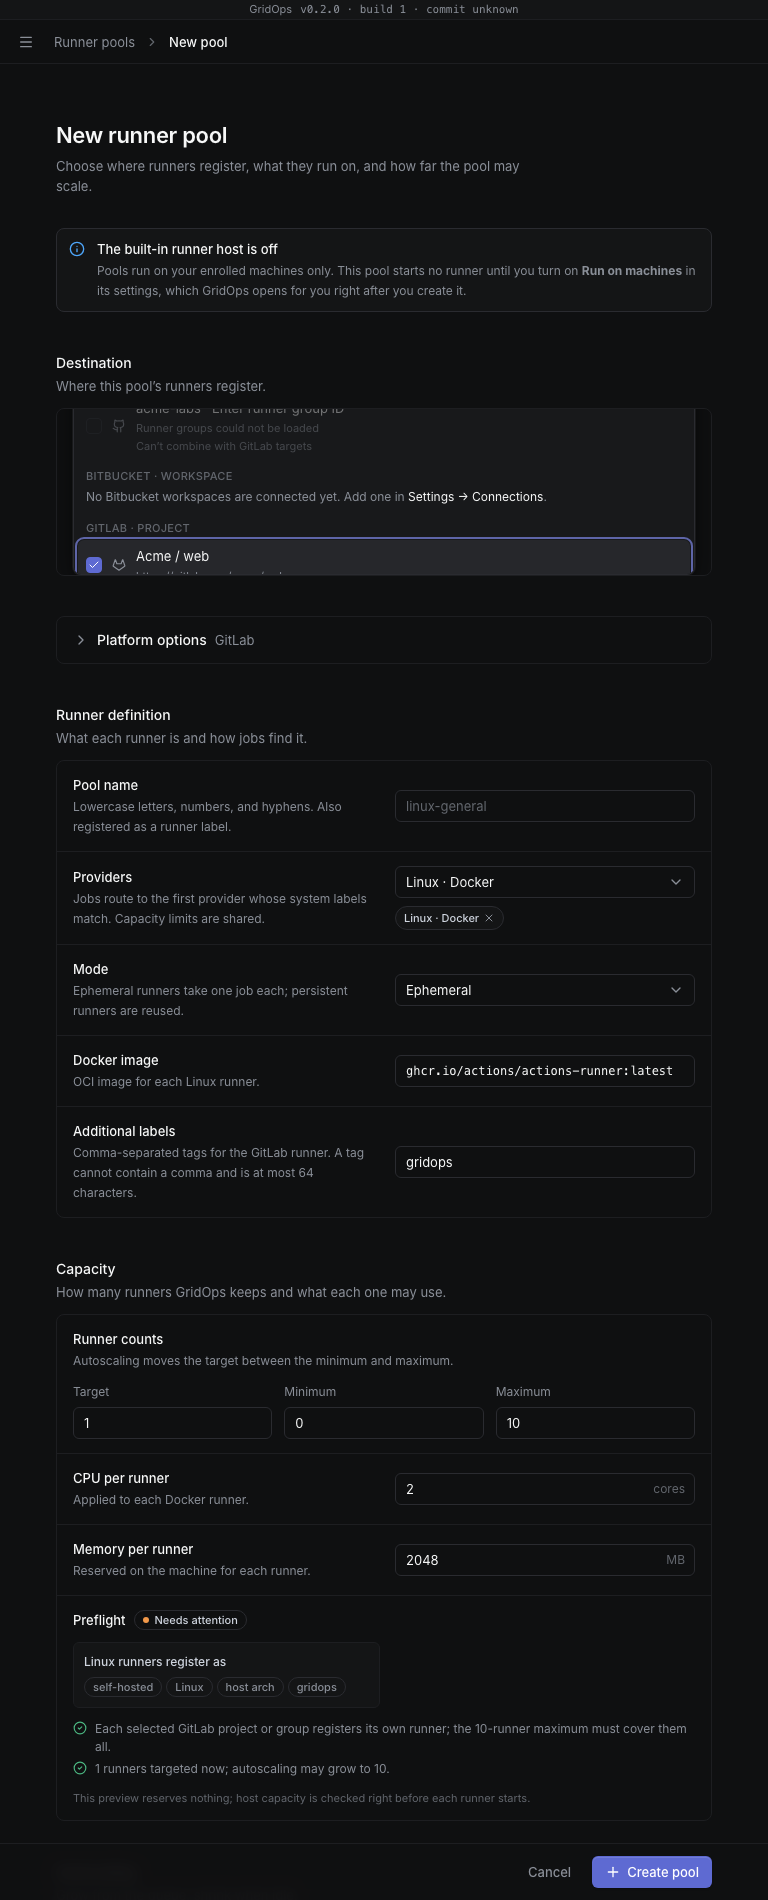 GridOps v0.2.0 · build 1 · commit unknown
Runner pools > New pool
New runner pool
Choose where runners register, what they run on, and how far the pool may
scale.
The built-in runner host is off
Pools run on your enrolled machines only. This pool starts no runner until you turn on Run on machines in
its settings, which GridOps opens for you right after you create it.
Destination
Where this pool's runners register.
acme-labs · Enter runner group ID
Runner groups could not be loaded
Can't combine with GitLab targets
BITBUCKET · WORKSPACE
No Bitbucket workspaces are connected yet. Add one in Settings → Connections.
GITLAB · PROJECT
Acme / web
Platform options GitLab
Runner definition
What each runner is and how jobs find it.
Pool name
Lowercase letters, numbers, and hyphens. Also
registered as a runner label.
linux-general
Providers
Jobs route to the first provider whose system labels
match. Capacity limits are shared.
Linux · Docker
Linux · Docker ×
Mode
Ephemeral runners take one job each; persistent
runners are reused.
Ephemeral
Docker image
OCI image for each Linux runner.
ghcr.io/actions/actions-runner:latest
Additional labels
Comma-separated tags for the GitLab runner. A tag
cannot contain a comma and is at most 64
characters.
gridops
Capacity
How many runners GridOps keeps and what each one may use.
Runner counts
Autoscaling moves the target between the minimum and maximum.
Target Minimum Maximum
1 0 10
CPU per runner
Applied to each Docker runner.
2 cores
Memory per runner
Reserved on the machine for each runner.
2048 MB
Preflight Needs attention
Linux runners register as
self-hosted Linux host arch gridops
Each selected GitLab project or group registers its own runner; the 10-runner maximum must cover them
all.
1 runners targeted now; autoscaling may grow to 10.
This preview reserves nothing; host capacity is checked right before each runner starts.
Cancel + Create pool